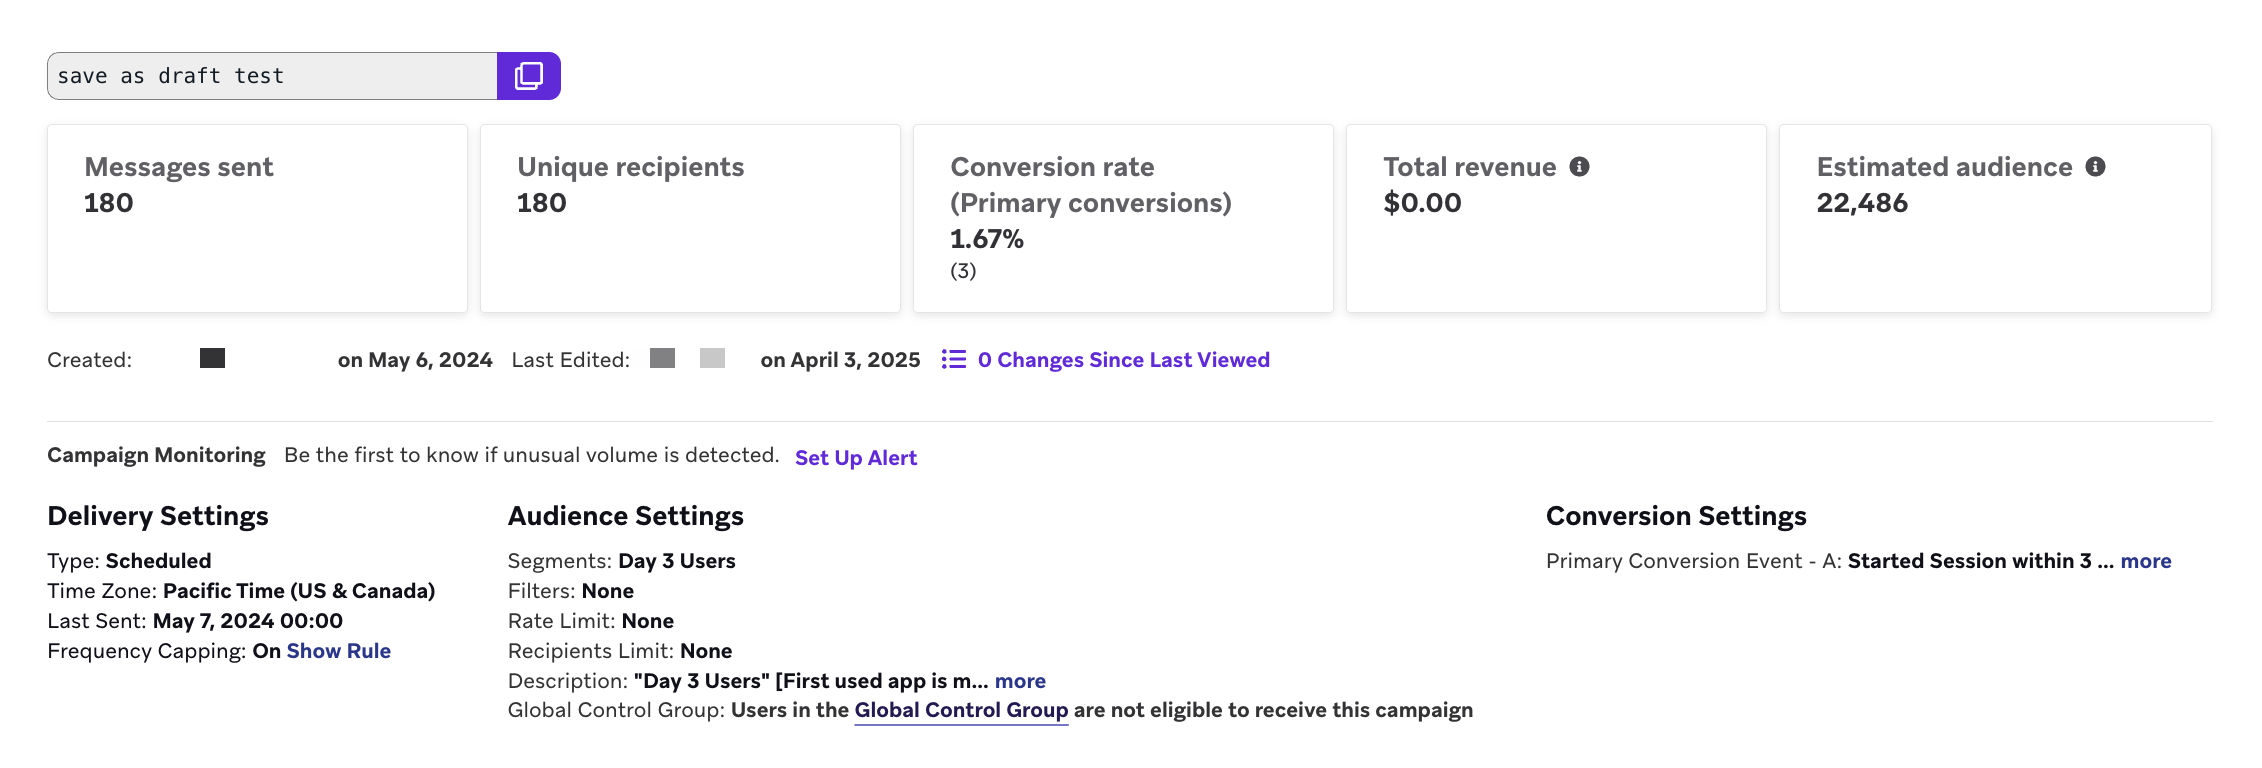 save as draft test
Messages sent
180
Unique recipients
180
Conversion rate
(Primary conversions)
1.67%
(3)
Total revenue
$0.00
Estimated audience
22,486
Created: on May 6, 2024 Last Edited: on April 3, 2025 0 Changes Since Last Viewed
Campaign Monitoring Be the first to know if unusual volume is detected. Set Up Alert
Delivery Settings
Type: Scheduled
Time Zone: Pacific Time (US & Canada)
Last Sent: May 7, 2024 00:00
Frequency Capping: On Show Rule
Audience Settings
Segments: Day 3 Users
Filters: None
Rate Limit: None
Recipients Limit: None
Description: "Day 3 Users" [First used app is m... more
Global Control Group: Users in the Global Control Group are not eligible to receive this campaign
Conversion Settings
Primary Conversion Event - A: Started Session within 3 ... more